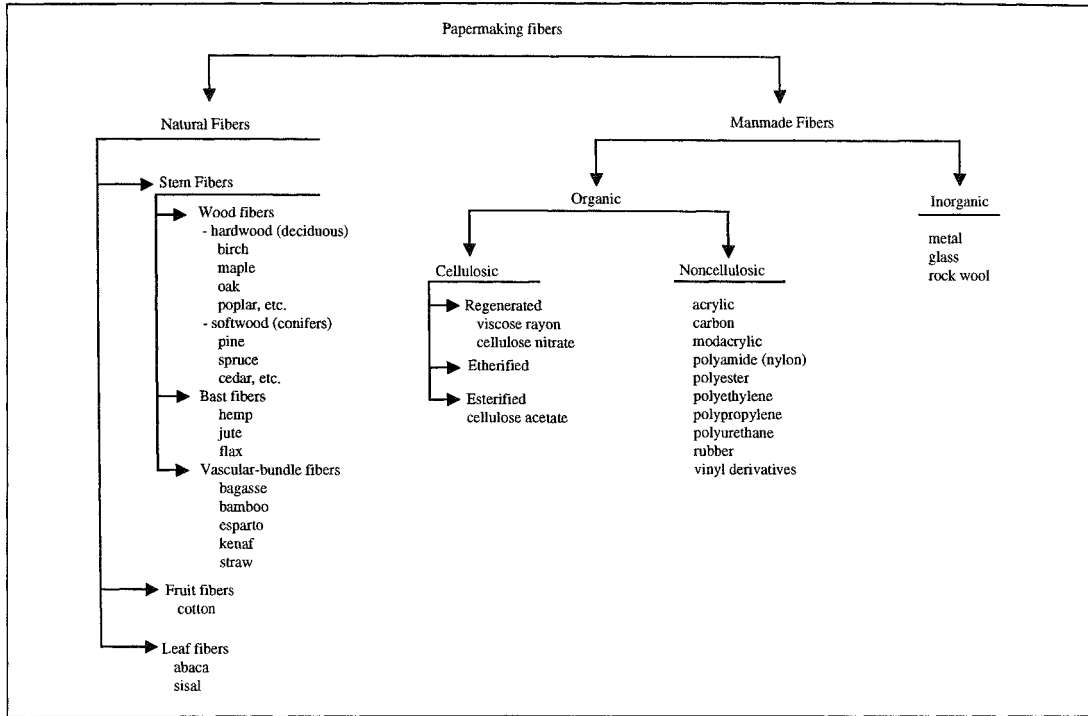 Papermaking fibers
Natural Fibers
Stem Fibers
Wood fibers
- hardwood (deciduous)
birch
maple
oak
poplar, etc.
- softwood (conifers)
pine
spruce
cedar, etc.
Bast fibers
hemp
jute
flax
Vascular-bundle fibers
bagasse
bamboo
esparto
kenaf
straw
Fruit fibers
cotton
Leaf fibers
abaca
sisal
Manmade Fibers
Organic
Cellulosic
Regenerated
viscose rayon
cellulose nitrate
Etherified
Esterified
cellulose acetate
Noncellulosic
acrylic
carbon
modacrylic
polyamide (nylon)
polyester
polyethylene
polypropylene
polyurethane
rubber
vinyl derivatives
Inorganic
metal
glass
rock wool